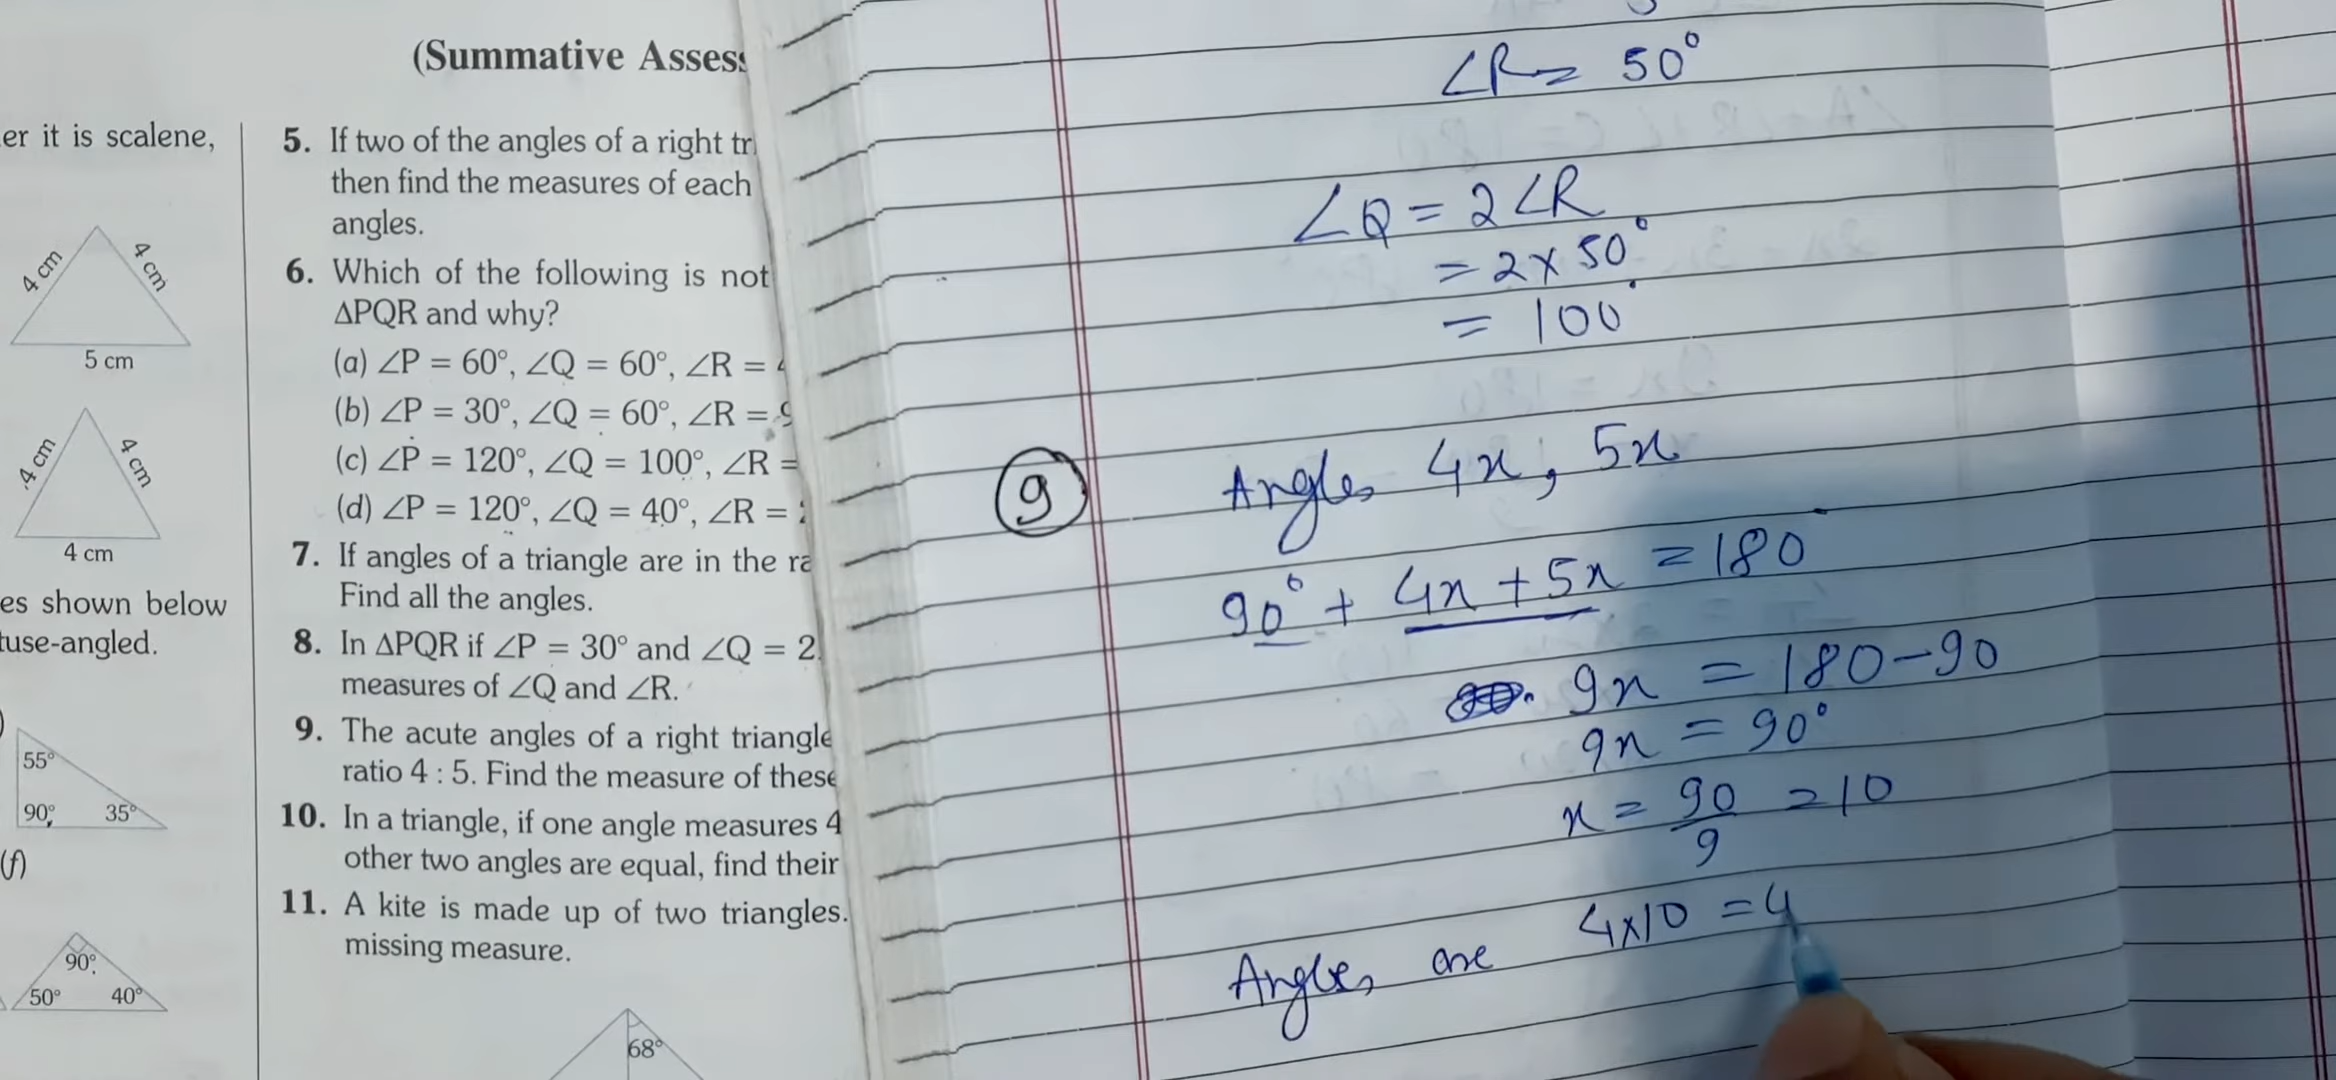 (Summative Assess
er it is scalene,
4 cm
4 cm
5 cm
4 cm
4 cm
4 cm
es shown below
tuse-angled.
55°
90°
35°
(f)
90°
50°
40°
5. If two of the angles of a right tr
then find the measures of each
angles.
6. Which of the following is not
ΔPQR and why?
(a) ∠P = 60°, ∠Q = 60°, ∠R =
(b) ∠P = 30°, ∠Q = 60°, ∠R = 9
(c) ∠P = 120°, ∠Q = 100°, ∠R =
(d) ∠P = 120°, ∠Q = 40°, ∠R =
7. If angles of a triangle are in the ra
Find all the angles.
8. In ΔPQR if ∠P = 30° and ∠Q = 2
measures of ∠Q and ∠R.
9. The acute angles of a right triangle
ratio 4 : 5. Find the measure of these
10. In a triangle, if one angle measures 4
other two angles are equal, find their
11. A kite is made up of two triangles.
missing measure.
68°
∠R = 50°
∠Q = 2∠R
= 2 x 50°
= 100°
9
Angles 4x, 5x
90° + 4x + 5x = 180
9x = 180-90
9x = 90°
x = 90/9 = 10
Angles are 4x10 = 4